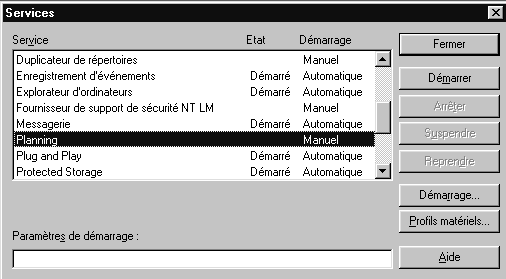 Services
Service Etat Démarrage
Duplicateur de répertoires Manuel
Enregistrement d'événements Démarré Automatique
Explorateur d'ordinateurs Démarré Automatique
Fournisseur de support de sécurité NT LM Manuel
Messagerie Démarré Automatique
Planning Manuel
Plug and Play Démarré Automatique
Protected Storage Démarré Automatique
Paramètres de démarrage :
Fermer
Démarrer
Arrêter
Suspendre
Reprendre
Démarrage...
Profils matériels...
Aide